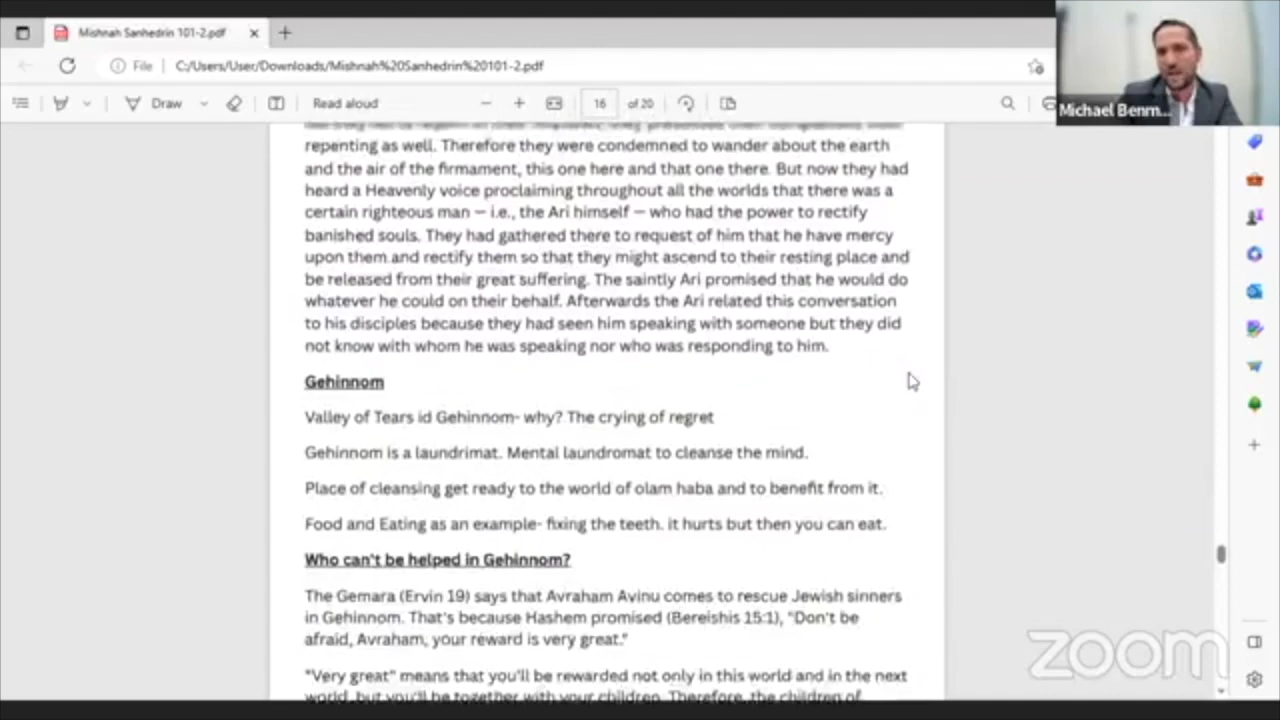 Mishnah Sanhedrin 101-2.pdf
File
C:/Users/User/Downloads/Mishnah%20Sanhedrin%20101-2.pdf
Draw
Read aloud
16 of 20
Michael Benm...
repenting as well. Therefore they were condemned to wander about the earth
and the air of the firmament, this one here and that one there. But now they had
heard a Heavenly voice proclaiming throughout all the worlds that there was a
certain righteous man — i.e., the Ari himself — who had the power to rectify
banished souls. They had gathered there to request of him that he have mercy
upon them and rectify them so that they might ascend to their resting place and
be released from their great suffering. The saintly Ari promised that he would do
whatever he could on their behalf. Afterwards the Ari related this conversation
to his disciples because they had seen him speaking with someone but they did
not know with whom he was speaking nor who was responding to him.
Gehinnom
Valley of Tears id Gehinnom- why? The crying of regret
Gehinnom is a laundrimat. Mental laundromat to cleanse the mind.
Place of cleansing get ready to the world of olam haba and to benefit from it.
Food and Eating as an example- fixing the teeth. it hurts but then you can eat.
Who can't be helped in Gehinnom?
The Gemara (Ervin 19) says that Avraham Avinu comes to rescue Jewish sinners
in Gehinnom. That's because Hashem promised (Bereishis 15:1), "Don't be
afraid, Avraham, your reward is very great."
"Very great" means that you'll be rewarded not only in this world and in the next
world, but you'll be together with your children. Therefore, the children of
zoom